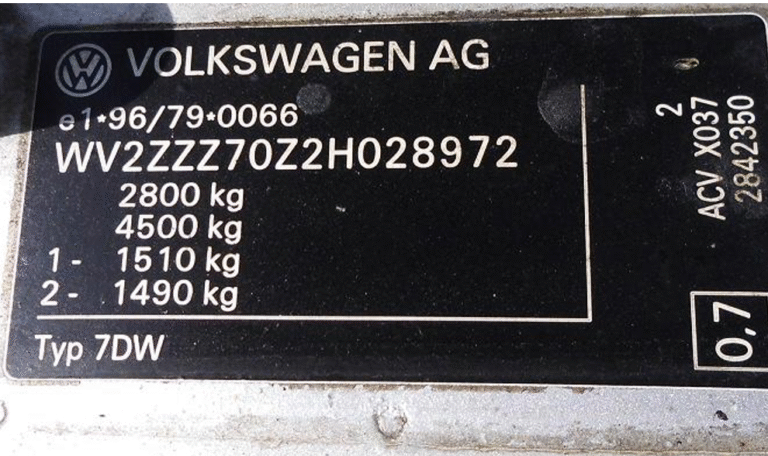 VOLKSWAGEN AG
e1*96/79*0066
WV2ZZZ70Z2H028972
2800 kg
4500 kg
1- 1510 kg
2- 1490 kg
Typ 7DW
2
ACV X037
2842350
0,7